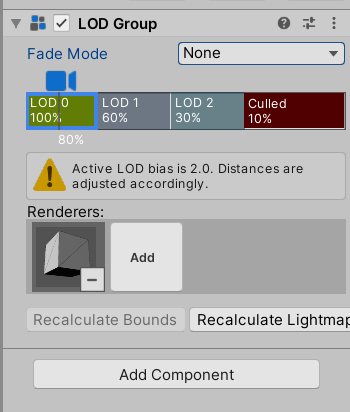 LOD Group
Fade Mode
None
LOD 0
100%
LOD 1
60%
LOD 2
30%
Culled
10%
80%
Active LOD bias is 2.0. Distances are
adjusted accordingly.
Renderers:
Add
Recalculate Bounds
Recalculate Lightmap
Add Component